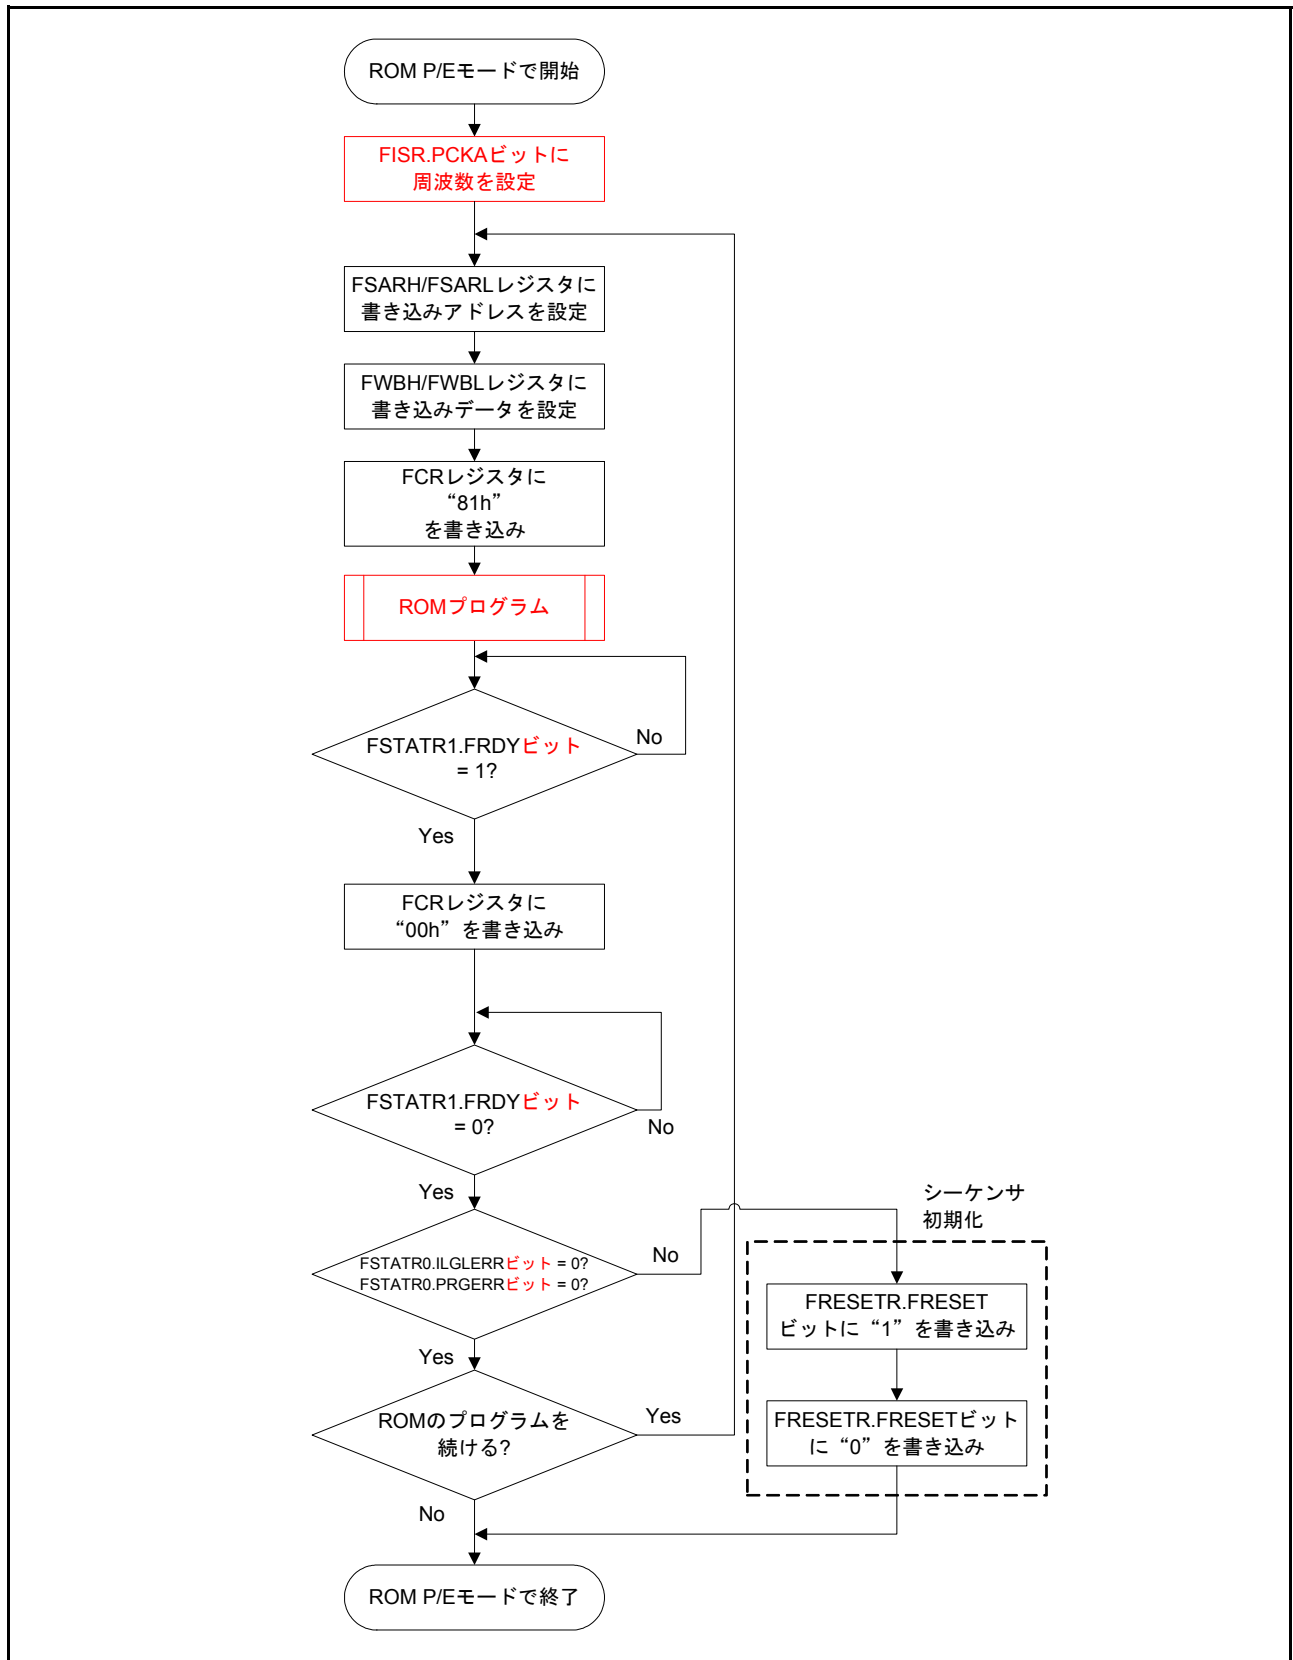 ROM P/Eモードで開始
FISR.PCKAビットに
周波数を設定
FSARH/FSARLレジスタに
書き込みアドレスを設定
FWBH/FWBLレジスタに
書き込みデータを設定
FCRレジスタに
“81h”
を書き込み
ROMプログラム
FSTATR1.FRDYビット
= 1?
No
Yes
FCRレジスタに
“00h”を書き込み
FSTATR1.FRDYビット
= 0?
No
Yes
FSTATR0.ILGLERRビット = 0?
FSTATR0.PRGERRビット = 0?
No
Yes
シーケンサ
初期化
FRESETR.FRESET
ビットに“1”を書き込み
FRESETR.FRESETビット
に“0”を書き込み
ROMのプログラムを
続ける?
Yes
No
ROM P/Eモードで終了